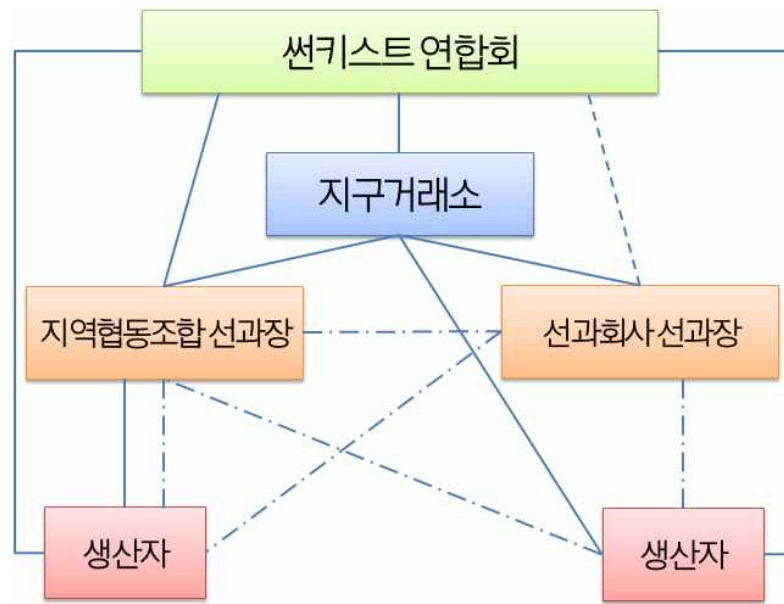 썬키스트 연합회
지구거래소
지역협동조합 선과장
선과회사 선과장
생산자
생산자